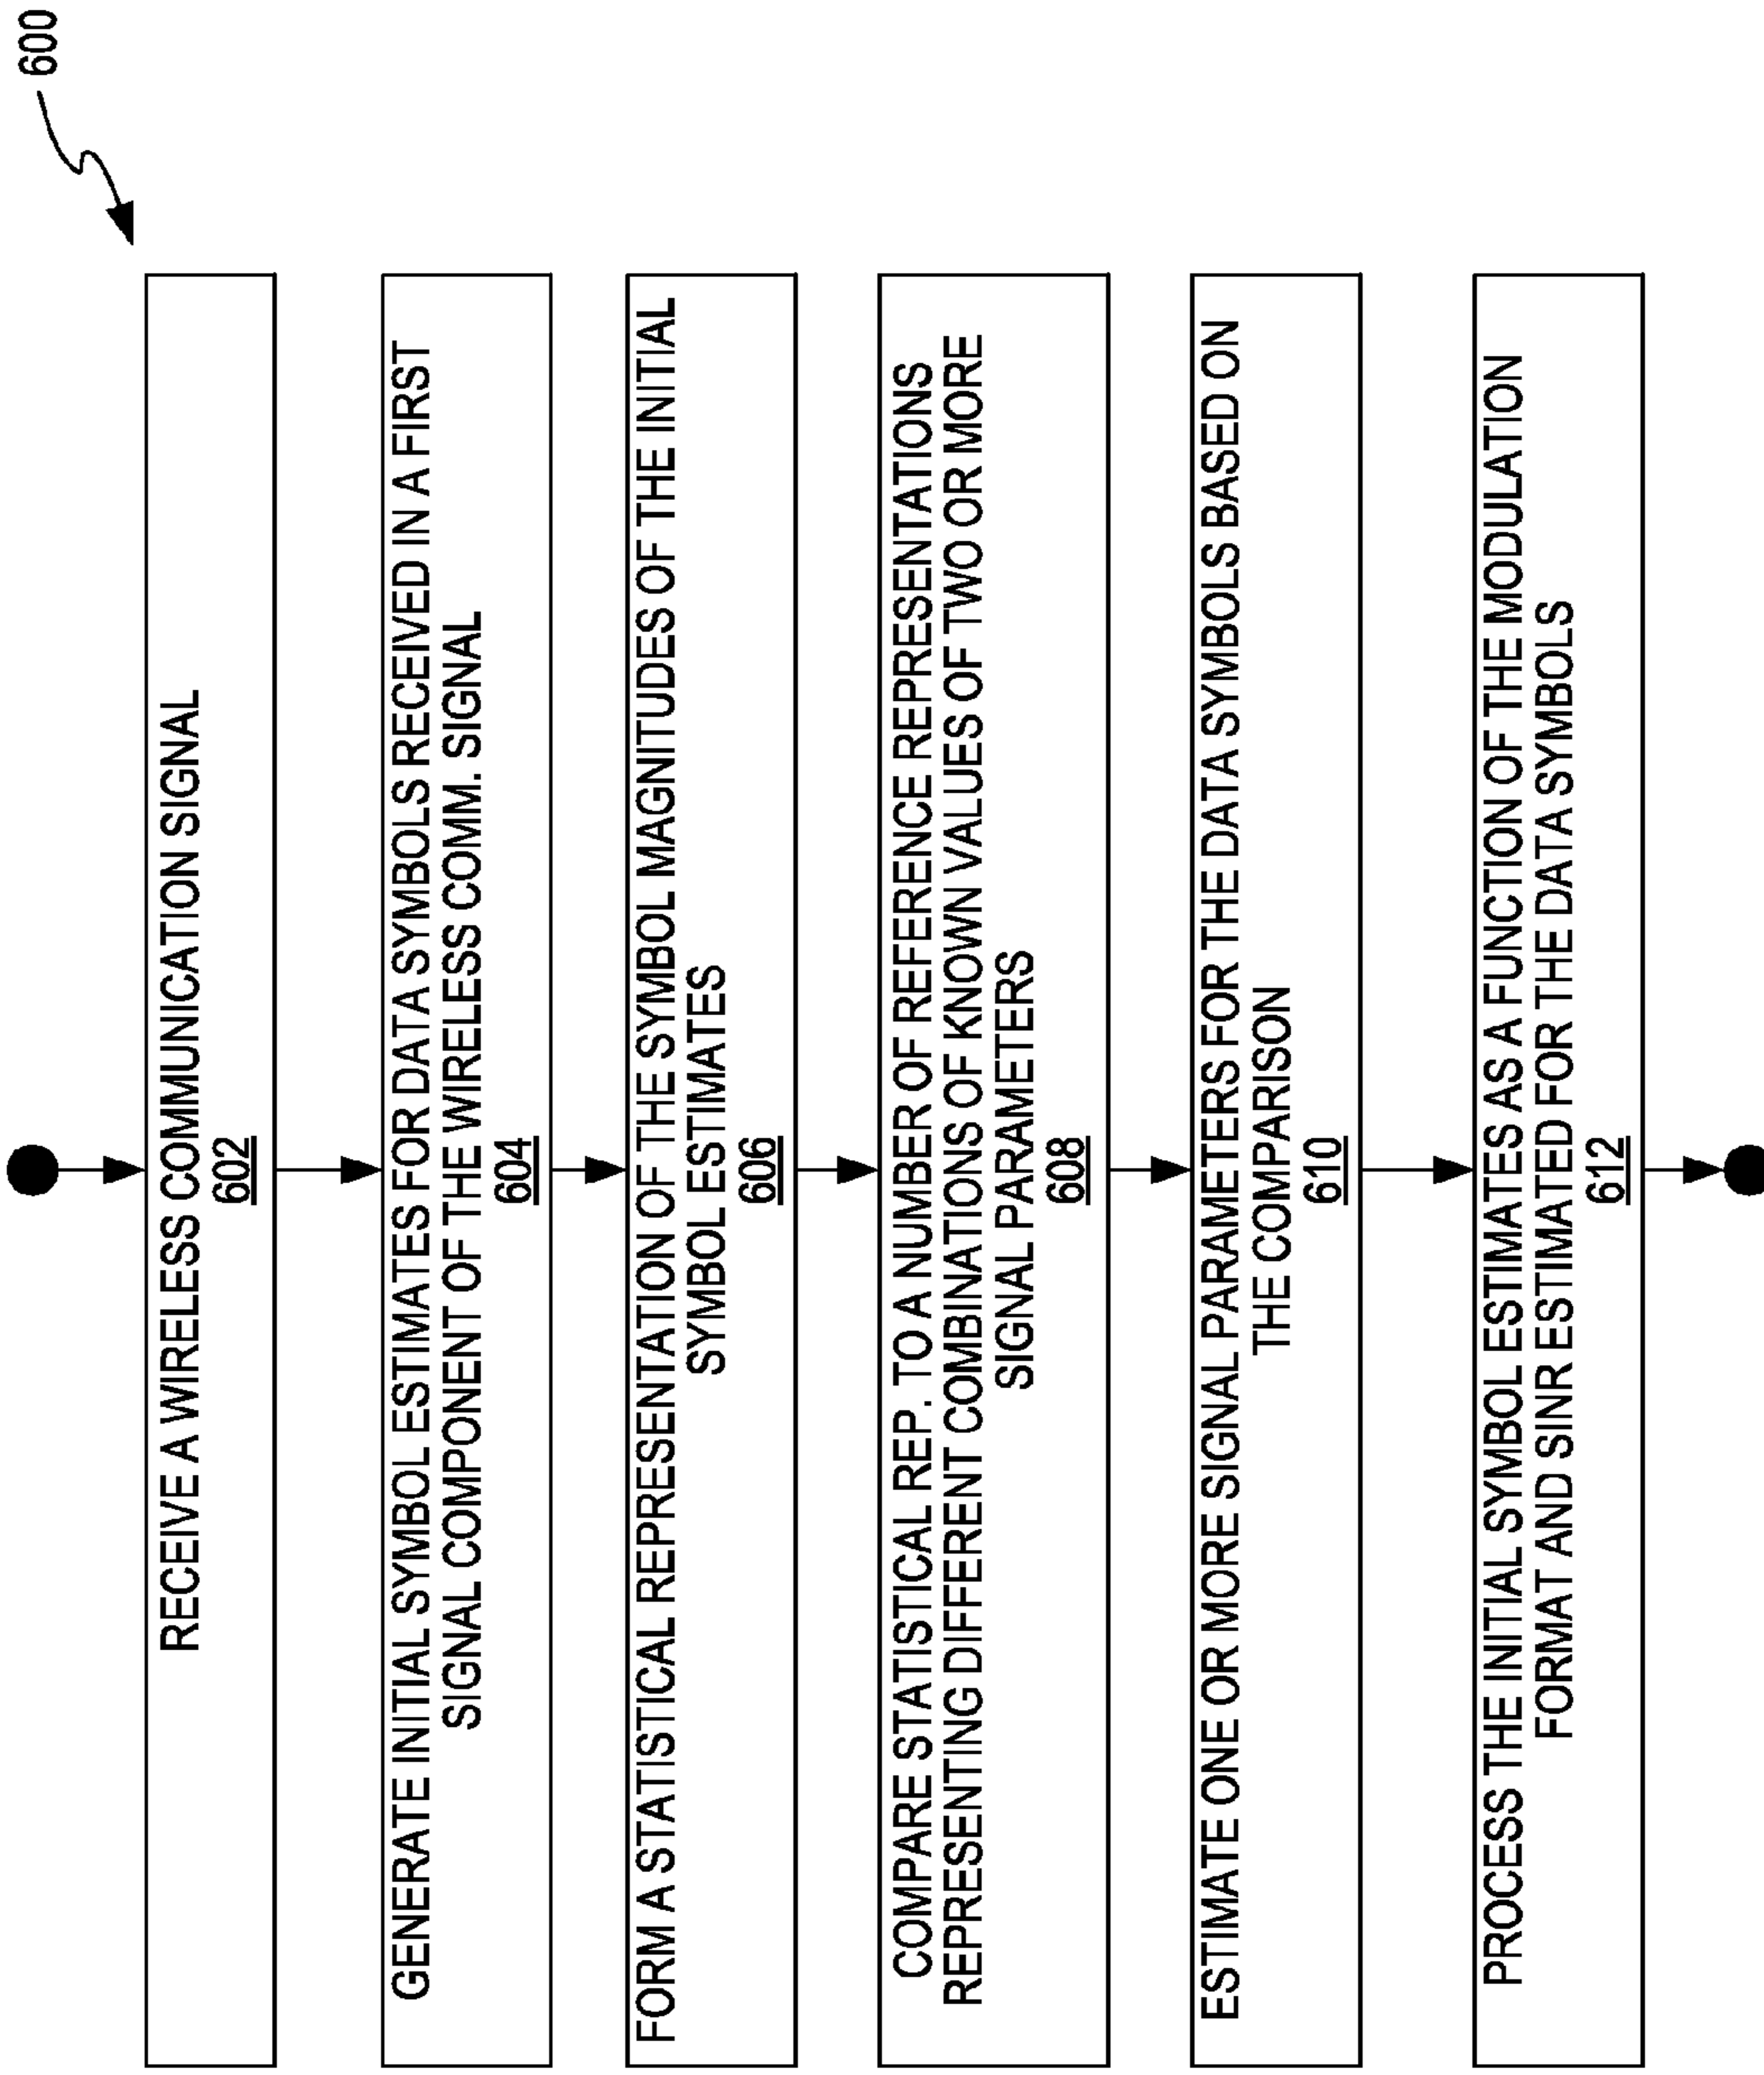 600
RECEIVE A WIRELESS COMMUNICATION SIGNAL
602
GENERATE INITIAL SYMBOL ESTIMATES FOR DATA SYMBOLS RECEIVED IN A FIRST
SIGNAL COMPONENT OF THE WIRELESS COMM. SIGNAL
604
FORM A STATISTICAL REPRESENTATION OF THE SYMBOL MAGNITUDES OF THE INITIAL
SYMBOL ESTIMATES
606
COMPARE STATISTICAL REP. TO A NUMBER OF REFERENCE REPRESENTATIONS
REPRESENTING DIFFERENT COMBINATIONS OF KNOWN VALUES OF TWO OR MORE
SIGNAL PARAMETERS
608
ESTIMATE ONE OR MORE SIGNAL PARAMETERS FOR THE DATA SYMBOLS BASED ON
THE COMPARISON
610
PROCESS THE INITIAL SYMBOL ESTIMATES AS A FUNCTION OF THE MODULATION
FORMAT AND SINR ESTIMATED FOR THE DATA SYMBOLS
612